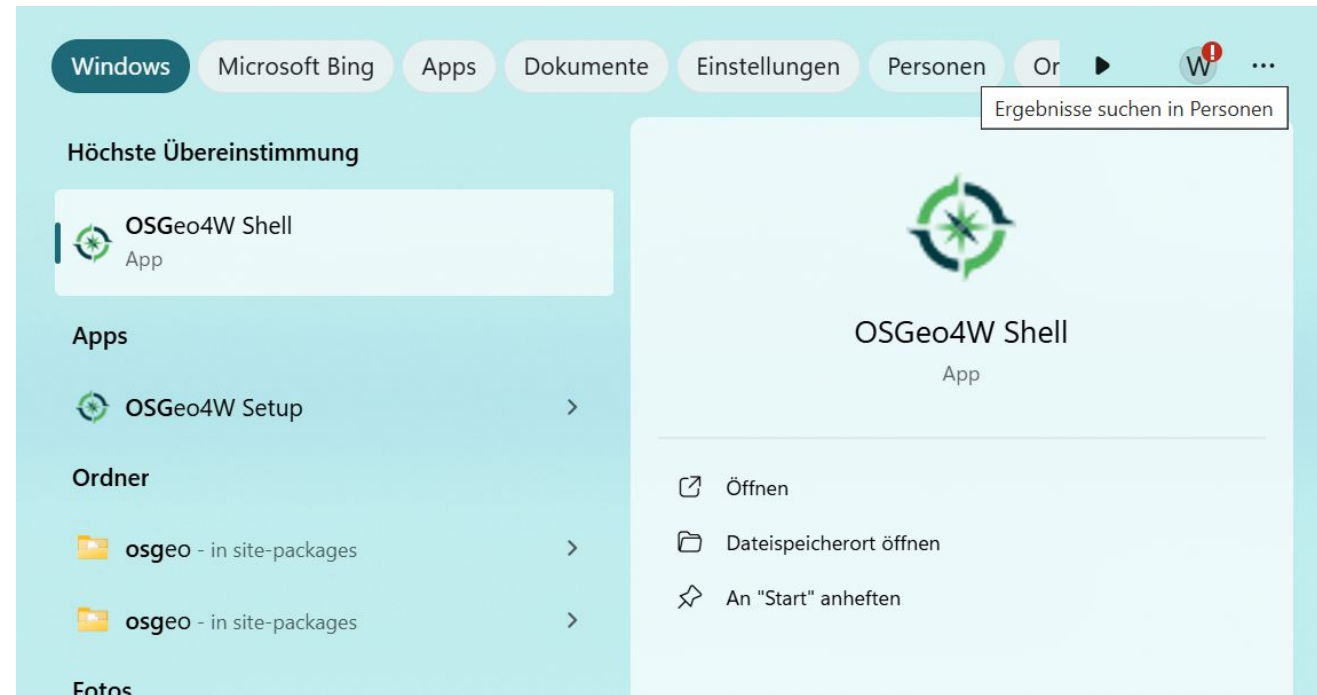 Windows Microsoft Bing Apps Dokumente Einstellungen Personen Or W ! ...
Ergebnisse suchen in Personen
Höchste Übereinstimmung
OSGeo4W Shell
App
Apps
OSGeo4W Setup
Ordner
osgeo - in site-packages
osgeo - in site-packages
Fotos
OSGeo4W Shell
App
Öffnen
Dateispeicherort öffnen
An "Start" anheften